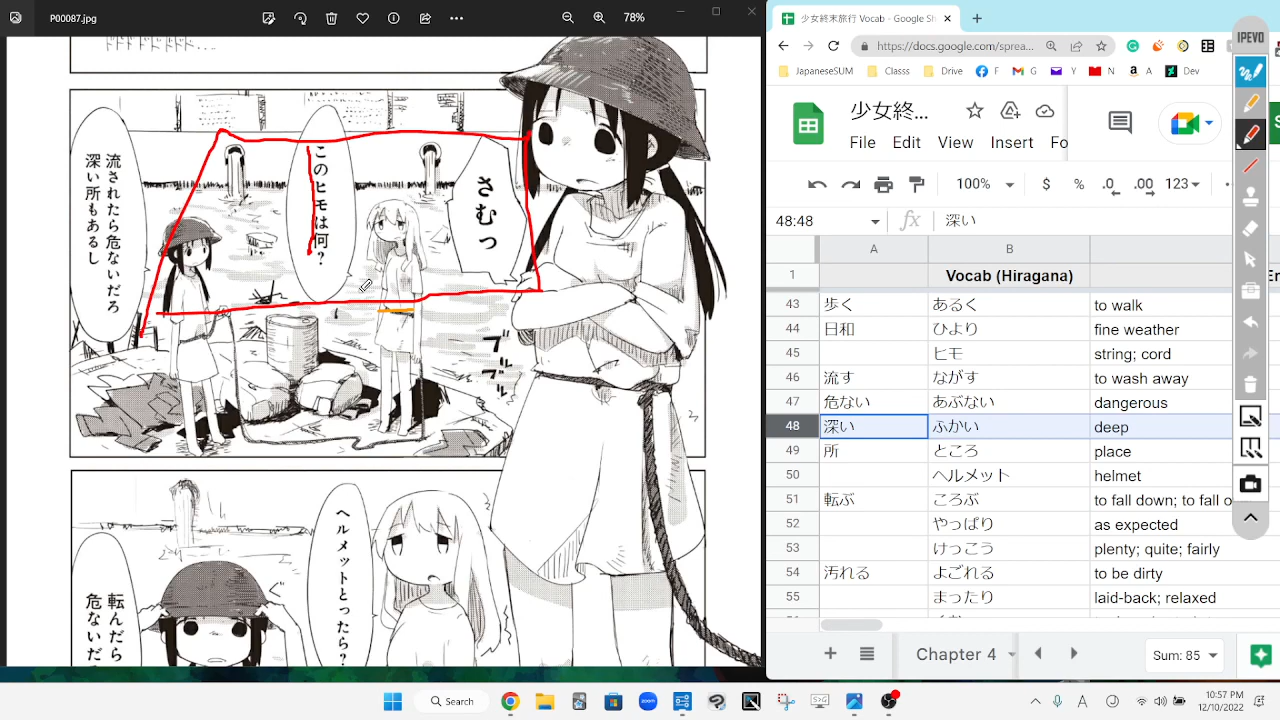 P00087.jpg
78%
さむっ
このヒモは何?
流されたら危ないだろ
深い所もあるし
ブルブル
ヘルメットとったら?
転んだら
危ないだ
少女終末旅行 Vocab - Google Sh
https://docs.google.com/sprea...
JapaneseSUM
Classs
Drive
F
G
Y
N
A
Dev
IPEVO
少女終...
File
Edit
View
Insert
Fo
100%
$
%
.0
.00
123
48:48
fx
深い
A
B
1
Vocab (Hiragana)
43
歩く
あるく
to walk
44
日和
ひより
fine weather
45
ヒモ
string; cord
46
流す
ながす
to wash away
47
危ない
あぶない
dangerous
48
深い
ふかい
deep
49
所
ところ
place
50
ヘルメット
helmet
51
転ぶ
ころぶ
to fall down; to fall o
52
やっぱり
as expected
53
けっこう
plenty; quite; fairly
54
汚れる
よごれる
to be dirty
55
まったり
laid-back; relaxed
Chapter 4
Sum: 85
Search
zoom
A
10:57 PM
12/10/2022